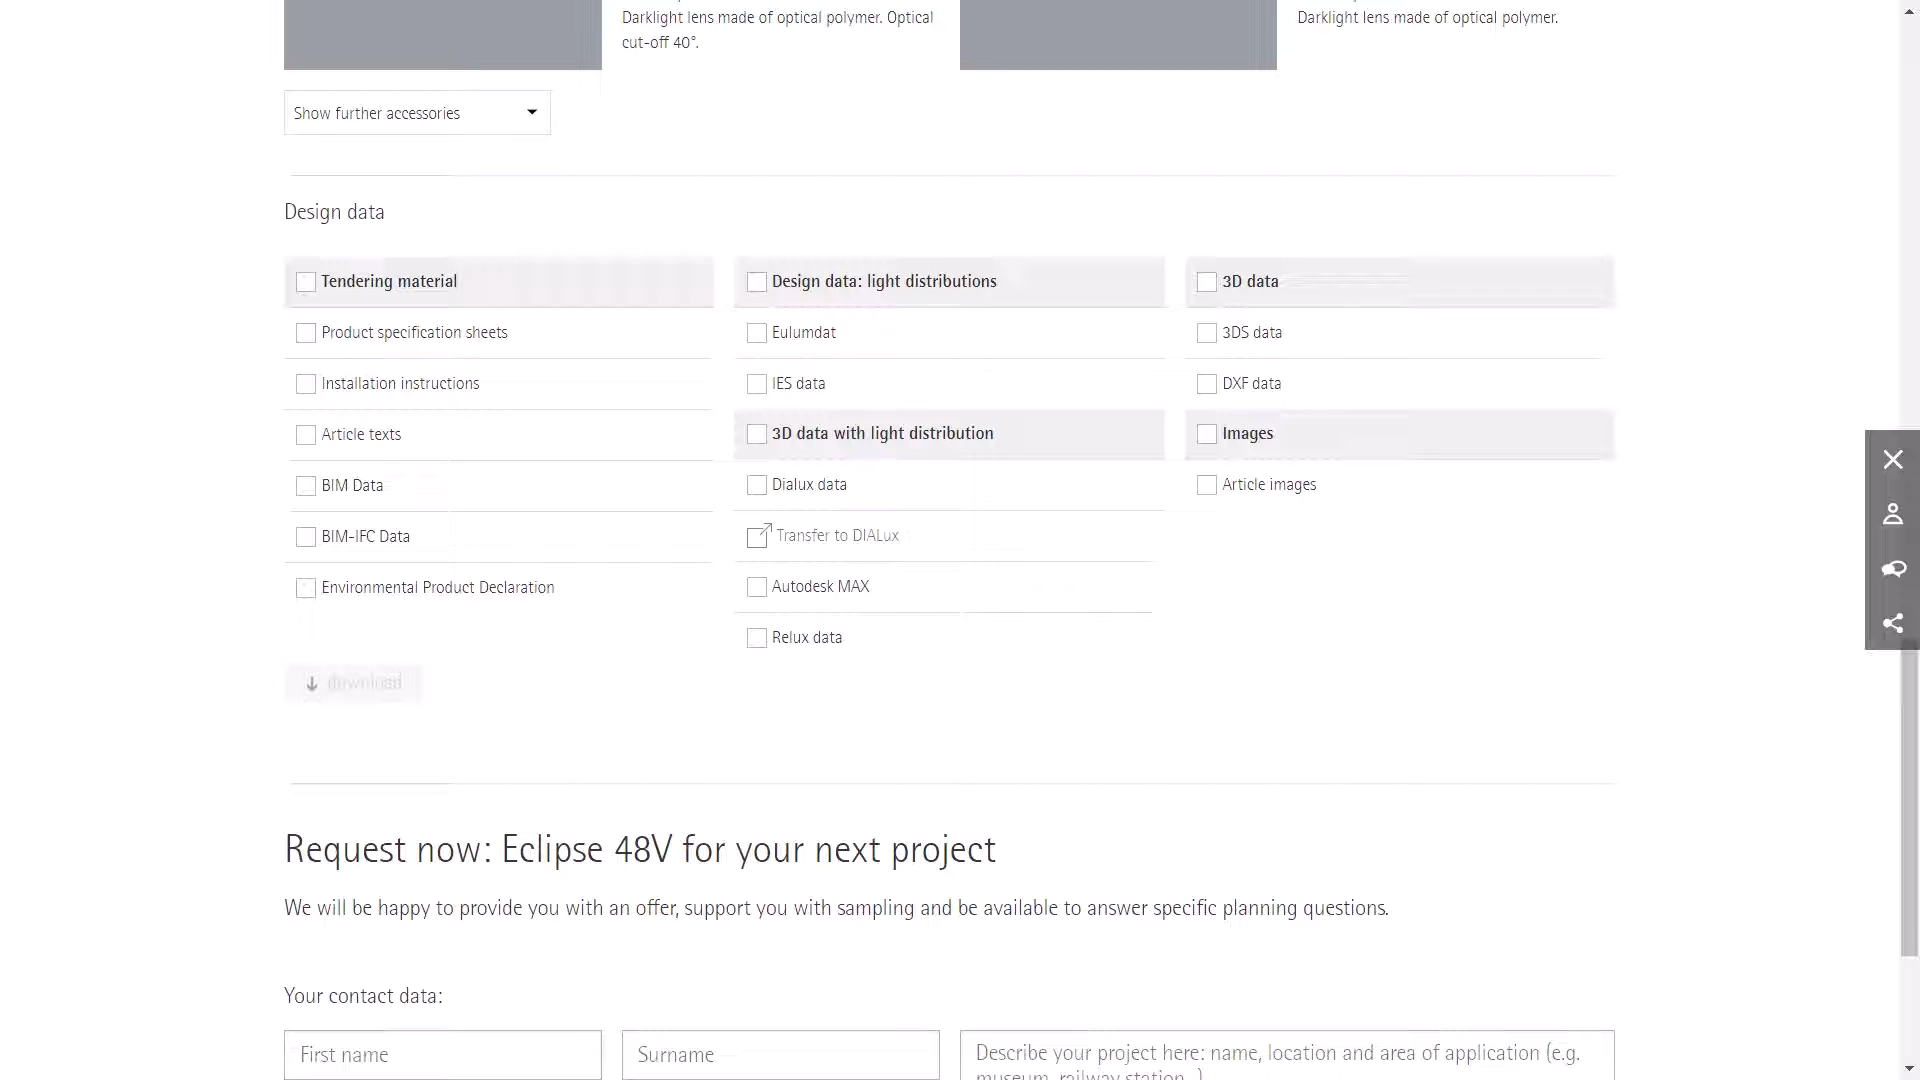 Darklight lens made of optical polymer. Optical
cut-off 40°.
Darklight lens made of optical polymer.
Show further accessories
Design data
Tendering material
Product specification sheets
Installation instructions
Article texts
BIM Data
BIM-IFC Data
Environmental Product Declaration
Design data: light distributions
Eulumdat
IES data
3D data with light distribution
Dialux data
Transfer to DIALux
Autodesk MAX
Relux data
3D data
3DS data
DXF data
Images
Article images
download
Request now: Eclipse 48V for your next project
We will be happy to provide you with an offer, support you with sampling and be available to answer specific planning questions.
Your contact data:
First name
Surname
Describe your project here: name, location and area of application (e.g.
museum, railway station...)